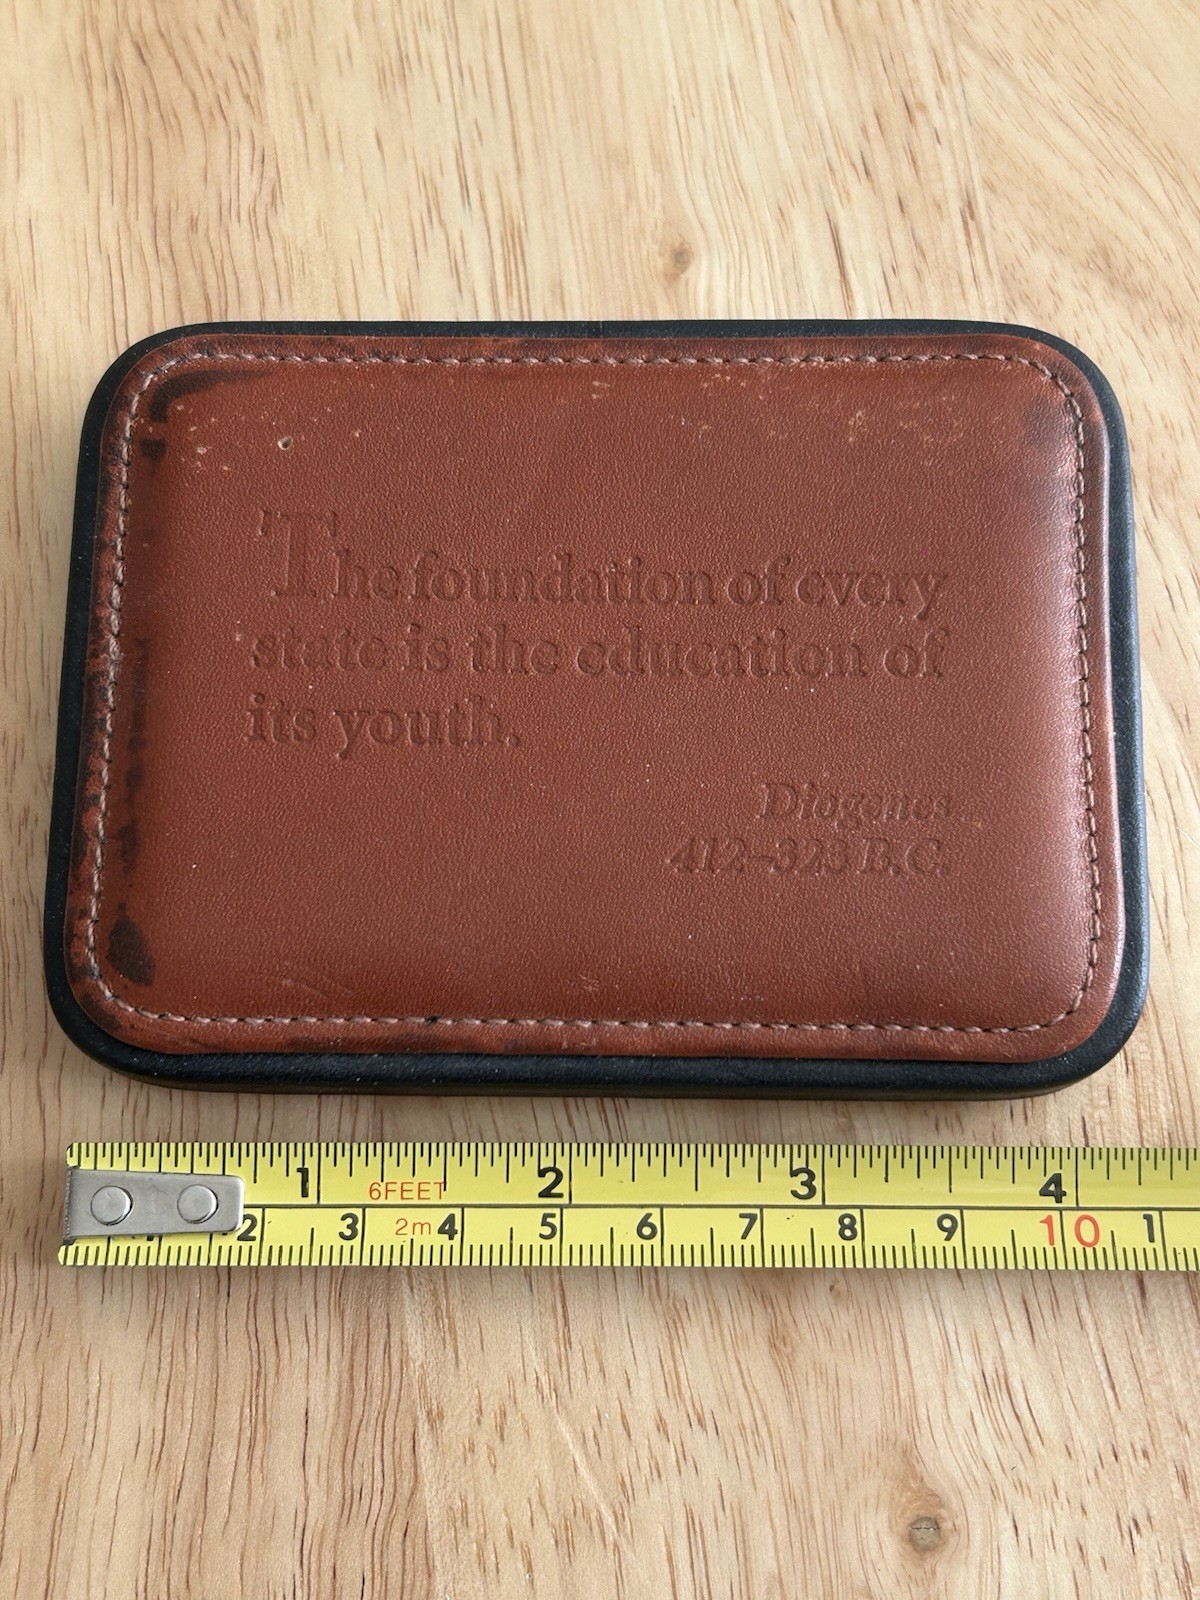 The foundation of every
state is the education of
its youth.
Diogenes
412–323 B.C.
1 6FEET 2 3 4
1 2 3 2m 4 5 6 7 8 9 10 1